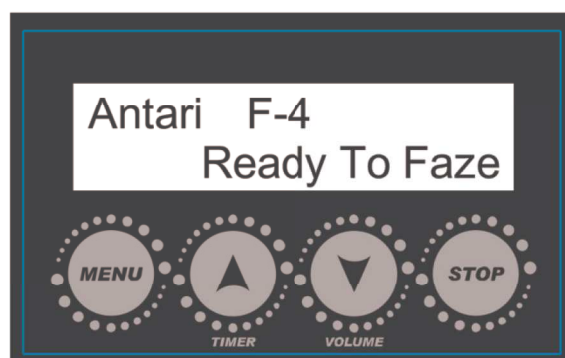 Antari F-4
Ready To Faze
MENU
STOP
TIMER VOLUME